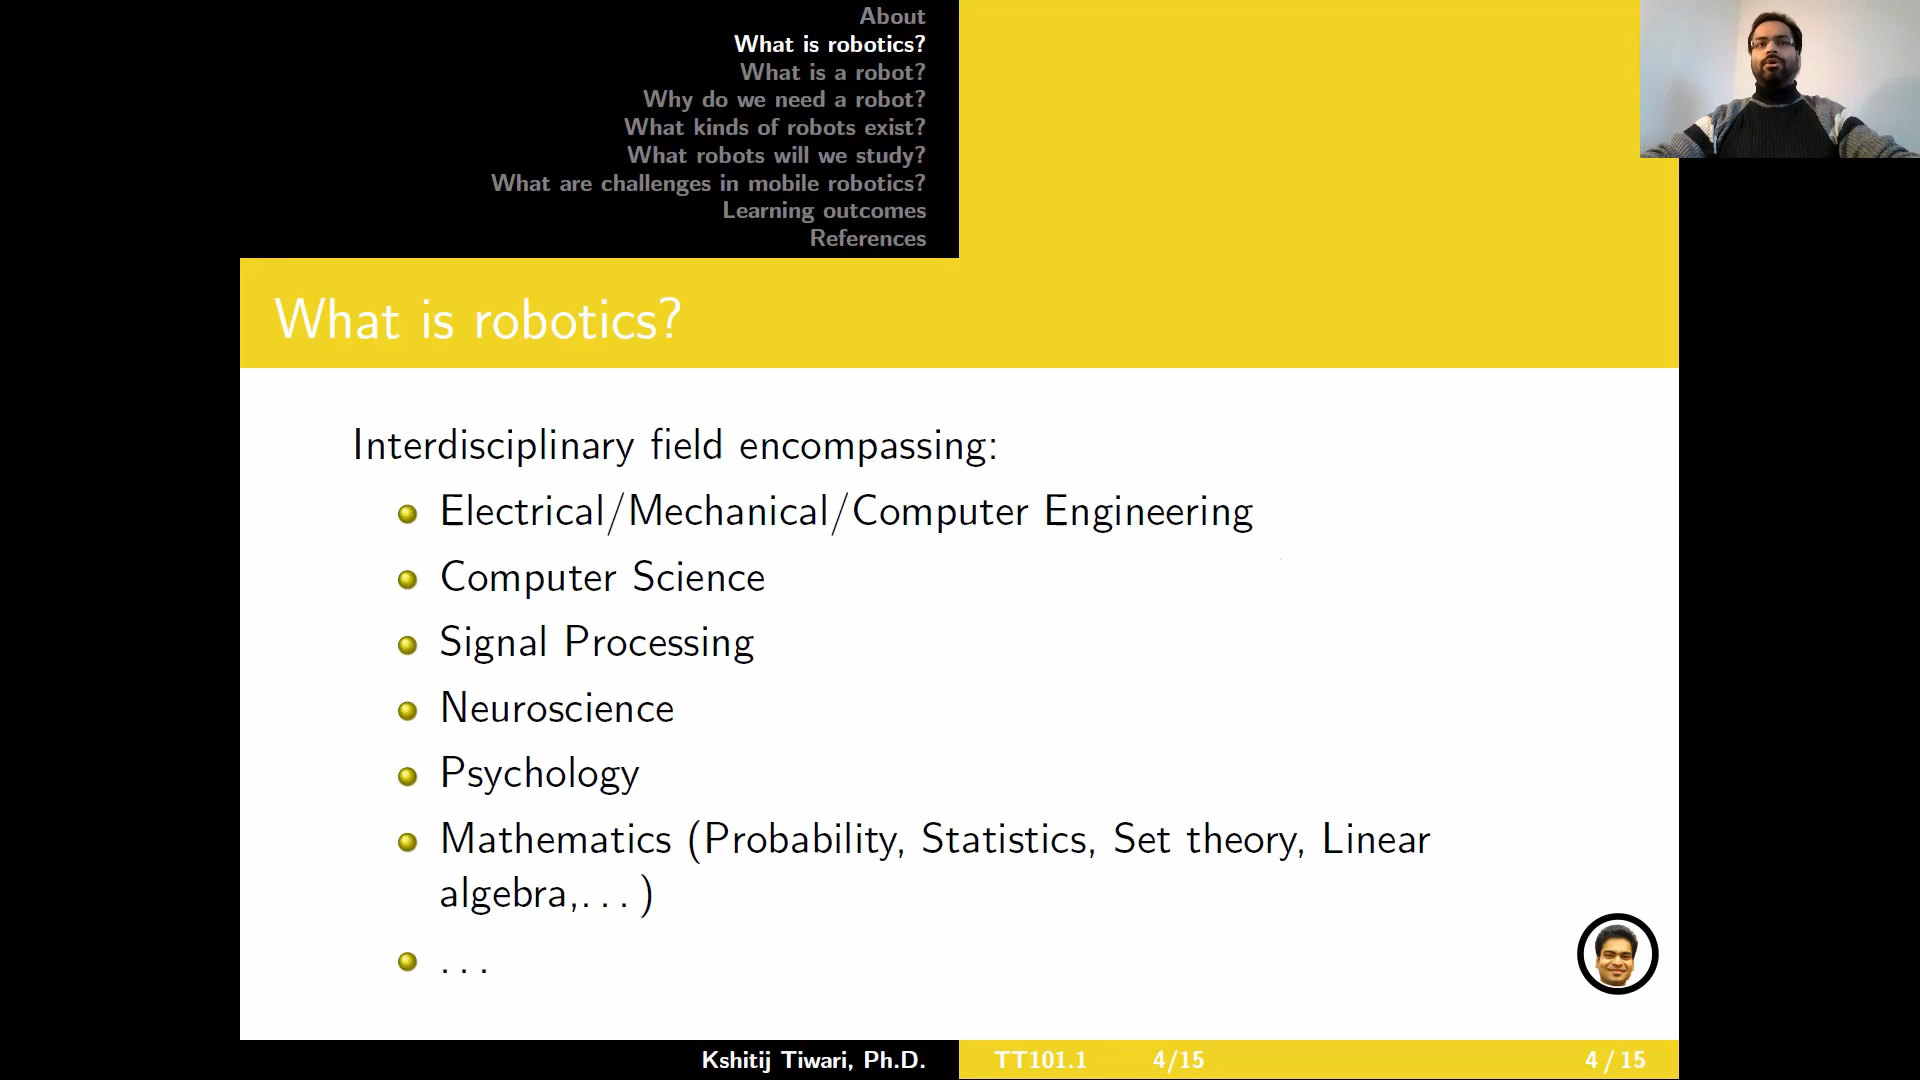 About
What is robotics?
What is a robot?
Why do we need a robot?
What kinds of robots exist?
What robots will we study?
What are challenges in mobile robotics?
Learning outcomes
References
What is robotics?
Interdisciplinary field encompassing:
Electrical/Mechanical/Computer Engineering
Computer Science
Signal Processing
Neuroscience
Psychology
Mathematics (Probability, Statistics, Set theory, Linear
algebra,...)
...
Kshitij Tiwari, Ph.D. TT101.1 4/15 4 / 15